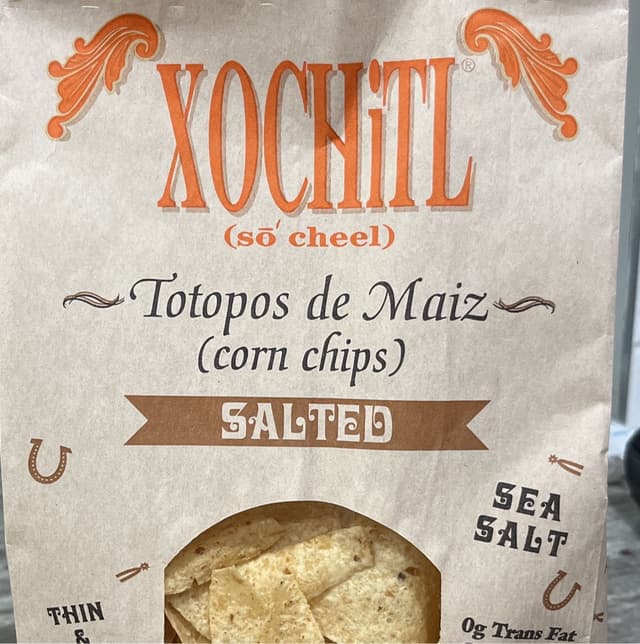 XOCHiTL®
(sō' cheel)
Totopos de Maiz
(corn chips)
SALTED
SEA
SALT
THIN
&
0g Trans Fat